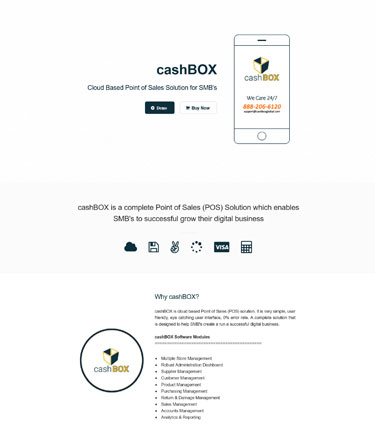 cashBOX
Cloud Based Point of Sales Solution for SMB's
Demo
Buy Now
cashBOX
We Care 24/7
888-206-6120
cashBOX is a complete Point of Sales (POS) Solution which enables
SMB's to successful grow their digital business
VISA
Why cashBOX?
cashBOX is cloud based Point of Sales (POS) solution. It is very simple, user
friendly, eye catching user interface, 0% error rate. A complete solution that
is designed to help SMB's create & run a successful digital business.
cashBOX Software Modules
cashBOX
Multiple Store Management
Robust Administration Dashboard
Supplier Management
Customer Management
Product Management
Purchasing Management
Return & Damage Management
Sales Management
Accounts Management
Analytics & Reporting